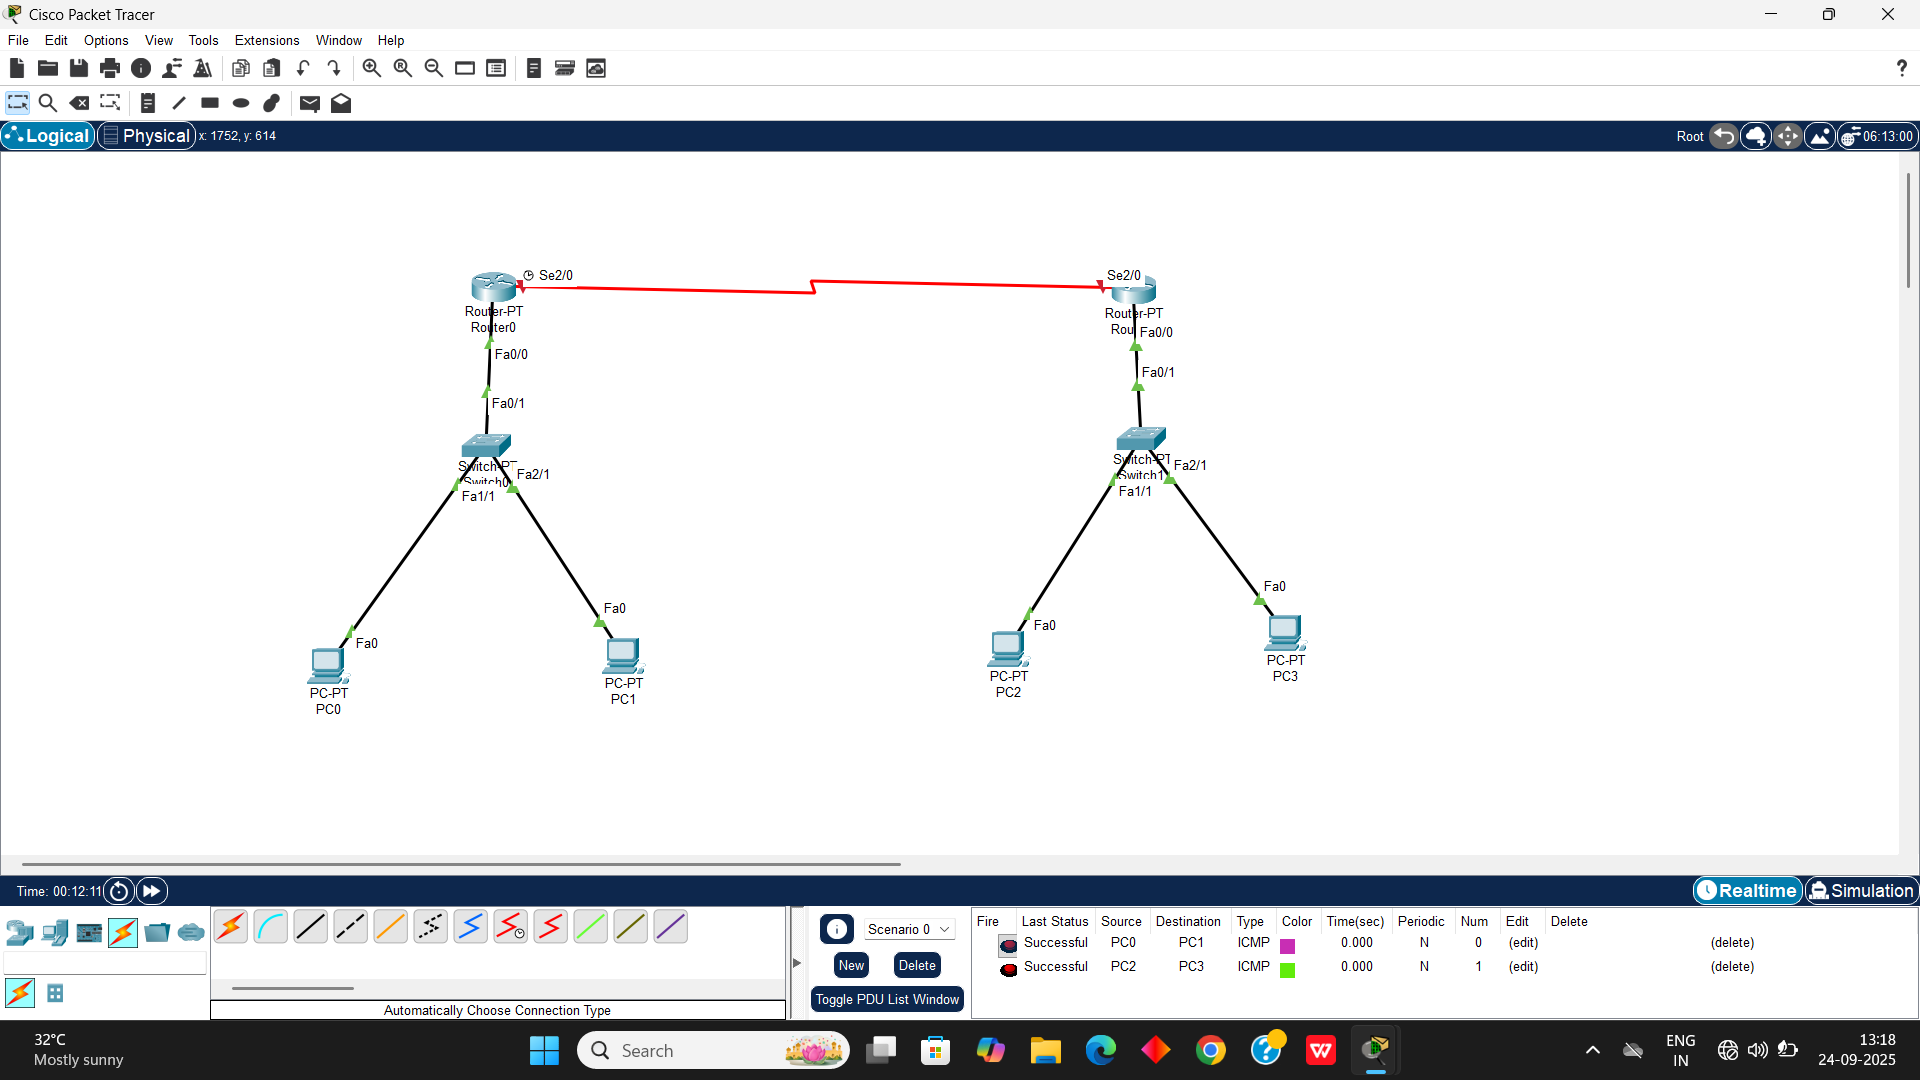 Cisco Packet Tracer
File Edit Options View Tools Extensions Window Help
?
Logical Physical x: 1752, y: 614 Root 06:13:00
Se2/0
Router-PT
Router0
Fa0/0
Fa0/1
Switch-PT
Switch0
Fa2/1
Fa1/1
Fa0
PC-PT
PC0
Fa0
PC-PT
PC1
Se2/0
Router-PT
Rou
Fa0/0
Fa0/1
Switch-PT
Switch1
Fa2/1
Fa1/1
Fa0
PC-PT
PC2
Fa0
PC-PT
PC3
Time: 00:12:11 Realtime Simulation
Automatically Choose Connection Type
Scenario 0
New Delete
Toggle PDU List Window
Fire Last Status Source Destination Type Color Time(sec) Periodic Num Edit Delete
Successful PC0 PC1 ICMP 0.000 N 0 (edit) (delete)
Successful PC2 PC3 ICMP 0.000 N 1 (edit) (delete)
32°C
Mostly sunny
Search
ENG
IN
13:18
24-09-2025